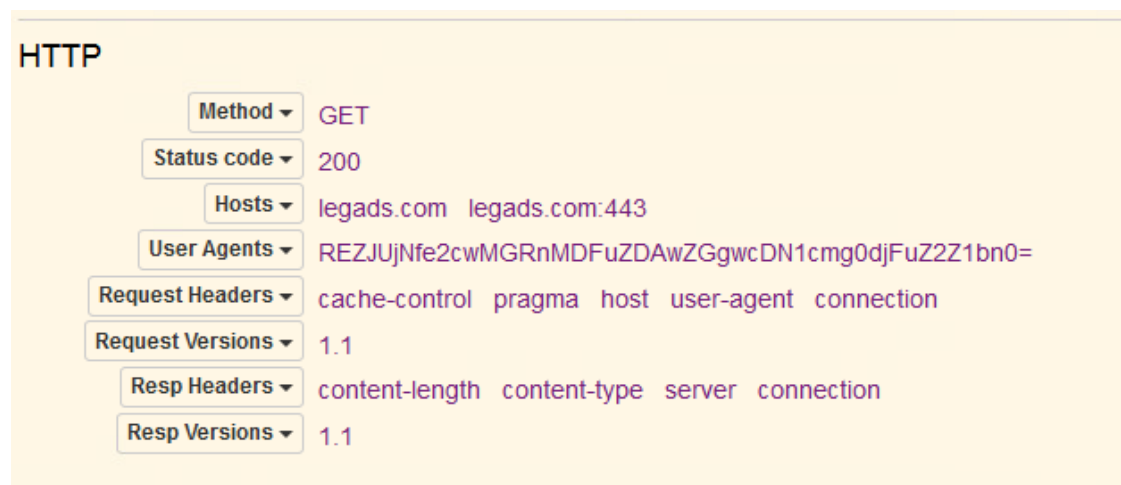 HTTP
Method GET
Status code 200
Hosts legads.com legads.com:443
User Agents REZJUjNfe2cwMGRnMDFuZDAwZGgwcDN1cmg0djFuZ2Z1bn0=
Request Headers cache-control pragma host user-agent connection
Request Versions 1.1
Resp Headers content-length content-type server connection
Resp Versions 1.1